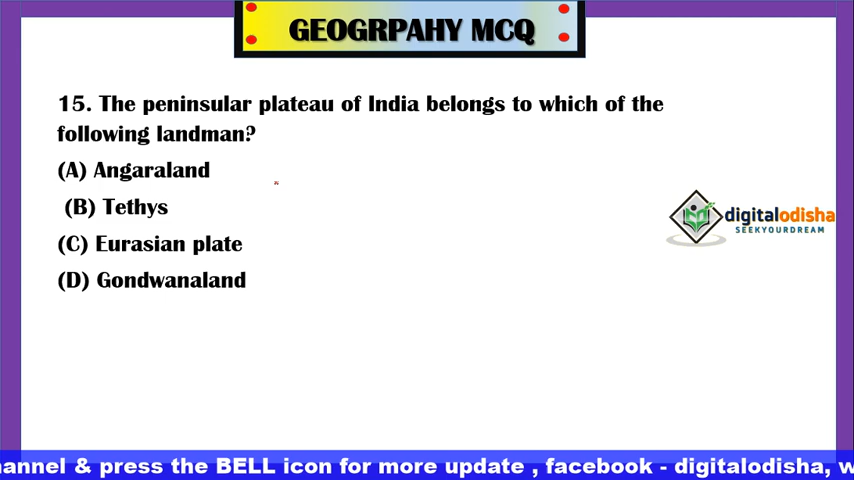 GEOGRPAHY MCQ
15. The peninsular plateau of India belongs to which of the
following landman?
(A) Angaraland
(B) Tethys
(C) Eurasian plate
(D) Gondwanaland
digitalodisha
SEEKYOURDREAM
hannel & press the BELL icon for more update , facebook - digitalodisha, w